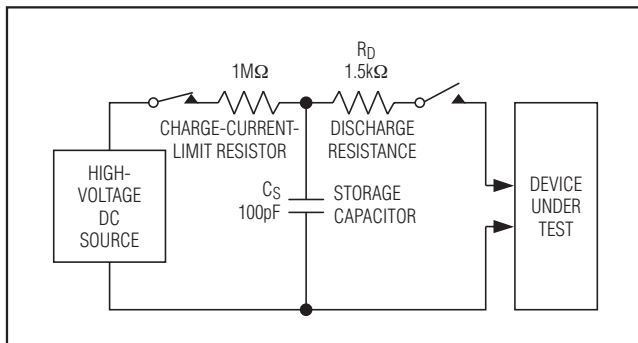 1MΩ
R_D
1.5kΩ
CHARGE-CURRENT-
LIMIT RESISTOR
DISCHARGE
RESISTANCE
HIGH-
VOLTAGE
DC
SOURCE
C_S
100pF
STORAGE
CAPACITOR
DEVICE
UNDER
TEST